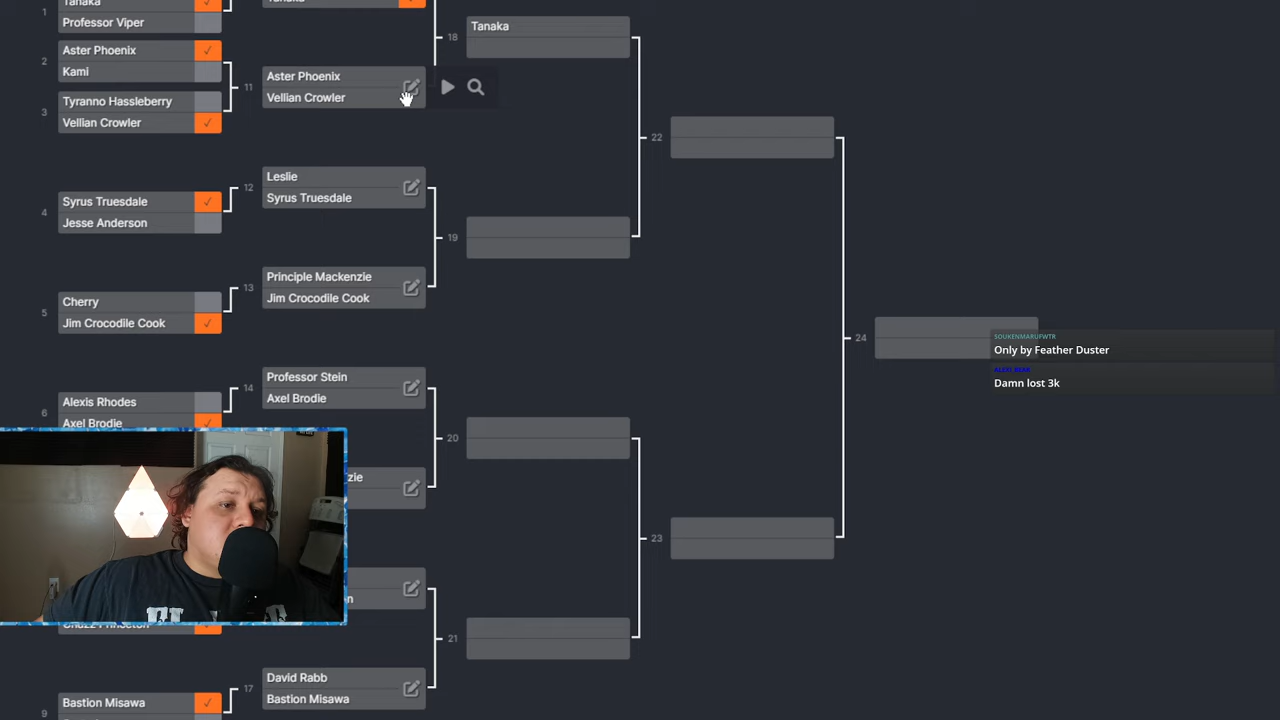 1
Tanaka
Professor Viper
2
Aster Phoenix
Kami
3
Tyranno Hassleberry
Vellian Crowler
4
Syrus Truesdale
Jesse Anderson
5
Cherry
Jim Crocodile Cook
6
Alexis Rhodes
Axel Brodie
9
Bastion Misawa
Tanaka
11
Aster Phoenix
Vellian Crowler
12
Leslie
Syrus Truesdale
13
Principle Mackenzie
Jim Crocodile Cook
14
Professor Stein
Axel Brodie
zie
n
17
David Rabb
Bastion Misawa
18
Tanaka
19
20
21
22
23
24
SOUKENMARUFWTR
Only by Feather Duster
Damn lost 3k